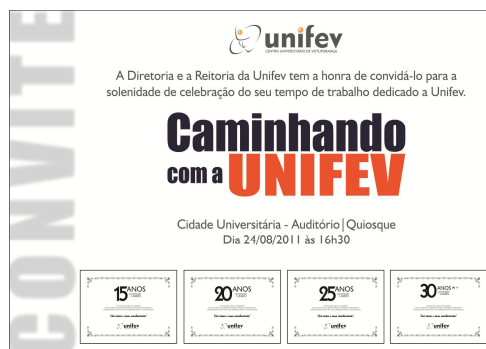 CONVITE
unifev
CENTRO UNIVERSITÁRIO DE VOTUPORANGA
A Diretoria e a Reitoria da Unifev tem a honra de convidá-lo para a
solenidade de celebração do seu tempo de trabalho dedicado a Unifev.
Caminhando
com a UNIFEV
Cidade Universitária - Auditório|Quiosque
Dia 24/08/2011 às 16h30
15 ANOS
unifev
20 ANOS
unifev
25 ANOS
unifev
30 ANOS
unifev